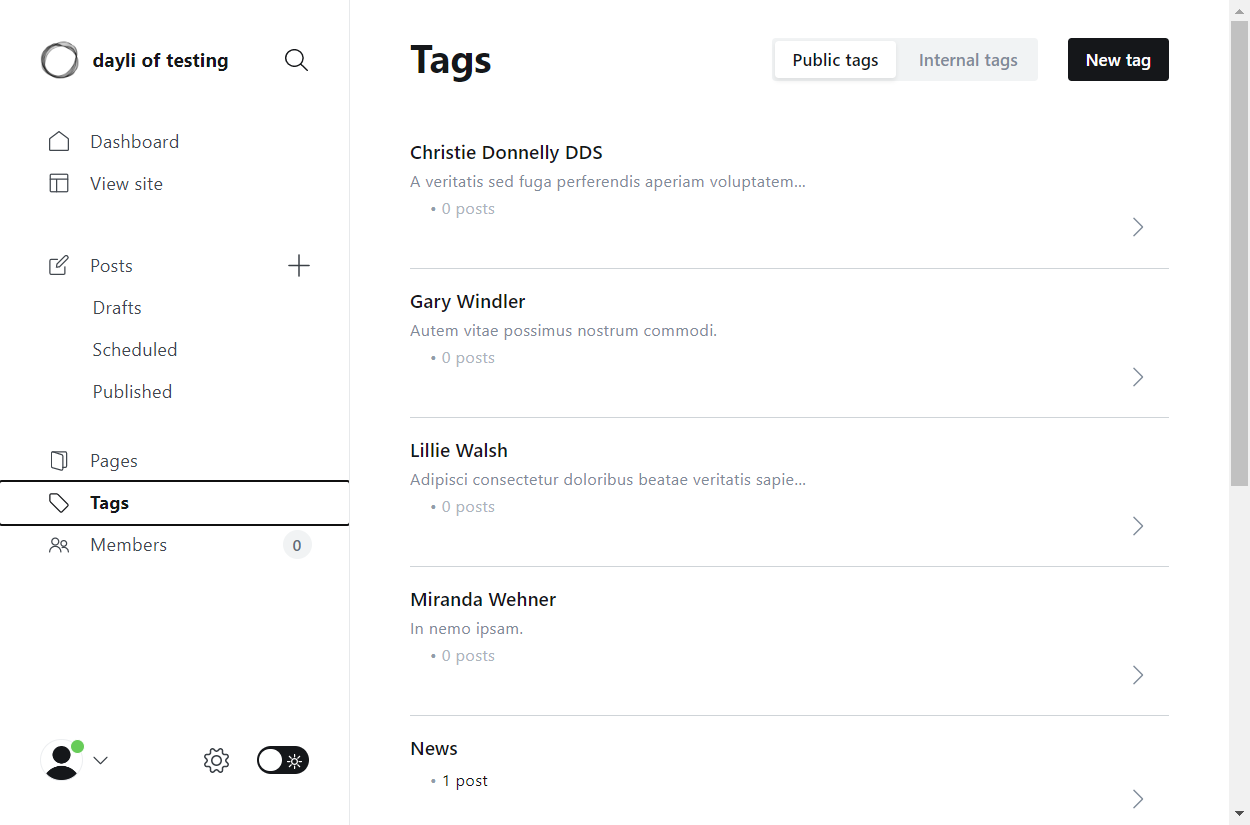 dayli of testing
Dashboard
View site
Posts
Drafts
Scheduled
Published
Pages
Tags
Members
0
Tags
Public tags
Internal tags
New tag
Christie Donnelly DDS
A veritatis sed fuga perferendis aperiam voluptatem...
• 0 posts
Gary Windler
Autem vitae possimus nostrum commodi.
• 0 posts
Lillie Walsh
Adipisci consectetur doloribus beatae veritatis sapie...
• 0 posts
Miranda Wehner
In nemo ipsam.
• 0 posts
News
• 1 post